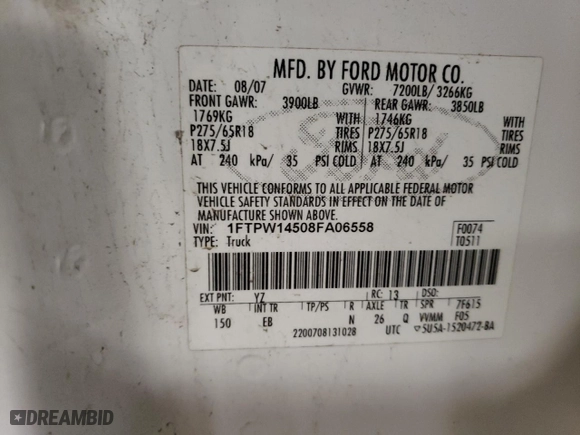 MFD. BY FORD MOTOR CO.
DATE: 08/07 GVWR: 7200LB/ 3266KG
FRONT GAWR: 3900LB REAR GAWR: 3850LB
1769KG WITH 1746KG WITH
P275/65R18 TIRES P275/65R18 TIRES
18X7.5J RIMS 18X7.5J RIMS
AT 240 kPa/ 35 PSI COLD AT 240 kPa/ 35 PSI COLD
THIS VEHICLE CONFORMS TO ALL APPLICABLE FEDERAL MOTOR
VEHICLE SAFETY STANDARDS IN EFFECT ON THE DATE OF
MANUFACTURE SHOWN ABOVE.
VIN: 1FTPW14508FA06558 F0074
TYPE: Truck T0511
EXT PNT: YZ RC: 13 DSO:
WB INT TR TP/PS R AXLE TR SPR 7F615
150 EB N 26 Q VVMM F05
2200708131028 UTC 5U5A-1520472-BA
Ford
DREAMBID